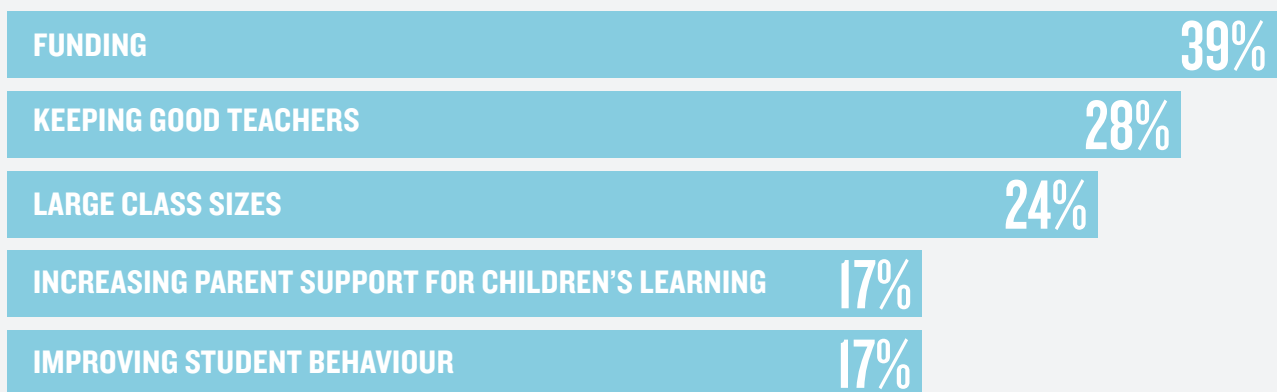 FUNDING 39%
KEEPING GOOD TEACHERS 28%
LARGE CLASS SIZES 24%
INCREASING PARENT SUPPORT FOR CHILDREN’S LEARNING 17%
IMPROVING STUDENT BEHAVIOUR 17%